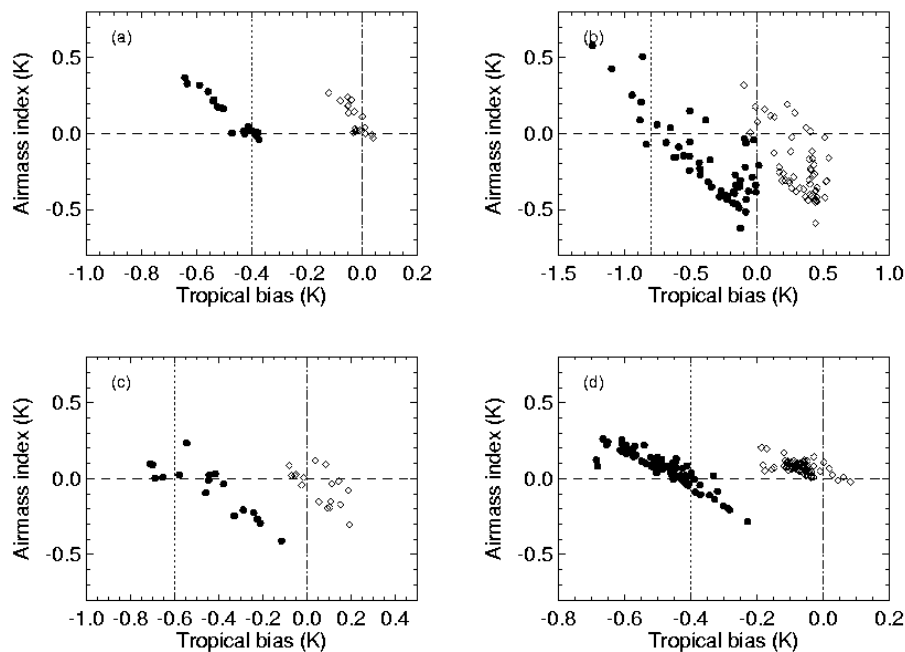 (a)
0.5
0.0
-0.5
Airmass index (K)
-1.0 -0.8 -0.6 -0.4 -0.2 0.0 0.2
Tropical bias (K)
(b)
0.5
0.0
-0.5
Airmass index (K)
-1.5 -1.0 -0.5 0.0 0.5 1.0
Tropical bias (K)
(c)
0.5
0.0
-0.5
Airmass index (K)
-1.0 -0.8 -0.6 -0.4 -0.2 0.0 0.2 0.4
Tropical bias (K)
(d)
0.5
0.0
-0.5
Airmass index (K)
-0.8 -0.6 -0.4 -0.2 0.0 0.2
Tropical bias (K)